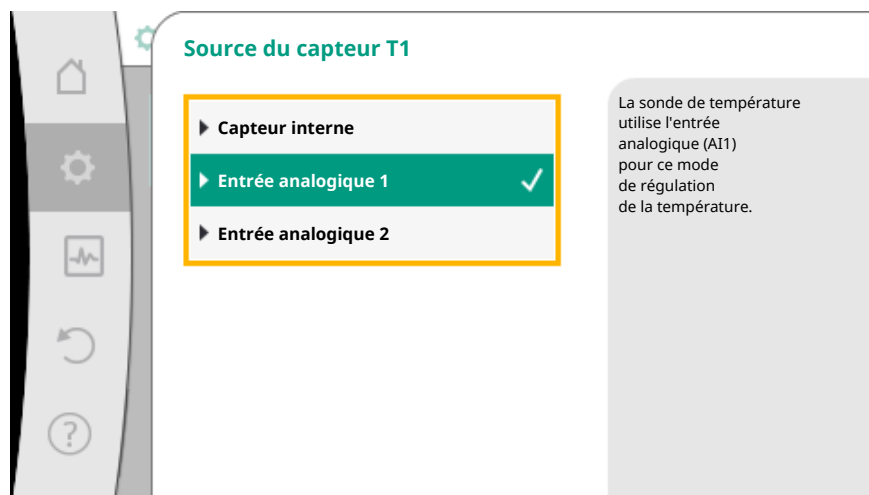 Source du capteur T1
Capteur interne
Entrée analogique 1
Entrée analogique 2
La sonde de température
utilise l'entrée
analogique (AI1)
pour ce mode
de régulation
de la température.
?